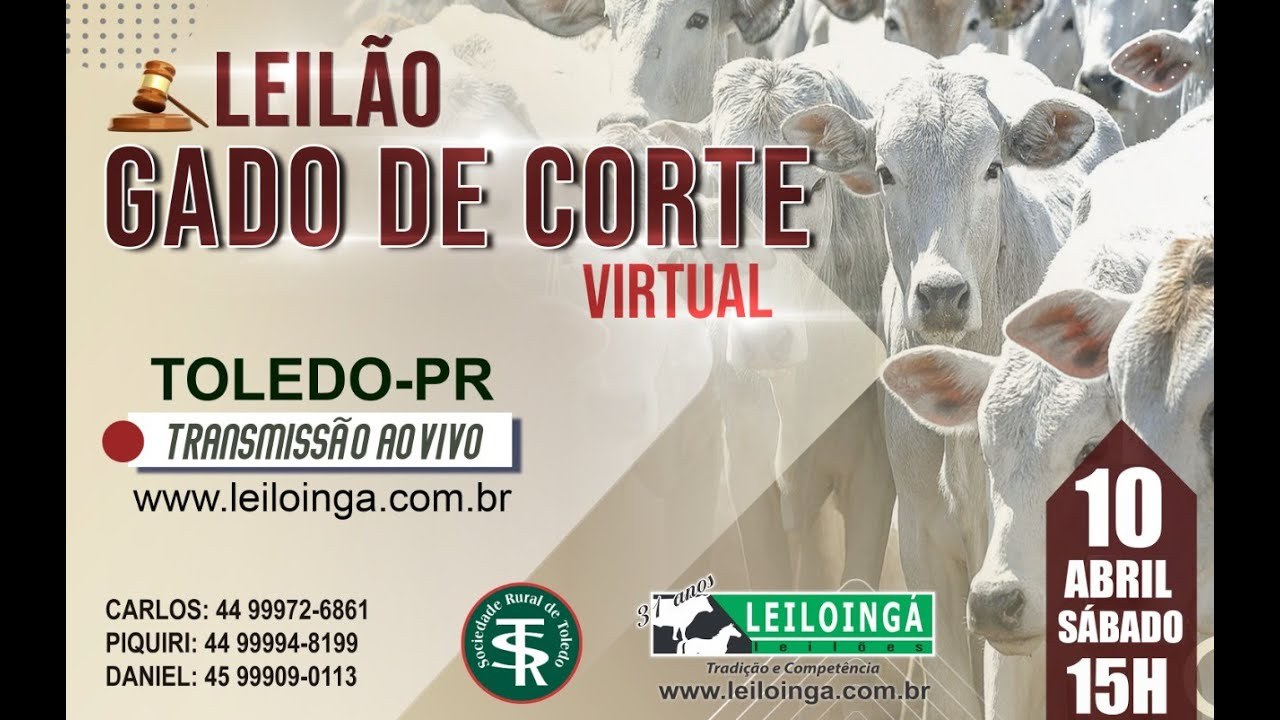 LEILÃO
GADO DE CORTE
VIRTUAL
TOLEDO-PR
TRANSMISSÃO AO VIVO
www.leiloinga.com.br
CARLOS: 44 99972-6861
PIQUIRI: 44 99994-8199
DANIEL: 45 99909-0113
Sociedade Rural de Toledo
TSR
31 anos
LEILOINGÁ
leilões
Tradição e Competência
www.leiloinga.com.br
10
ABRIL
SÁBADO
15H